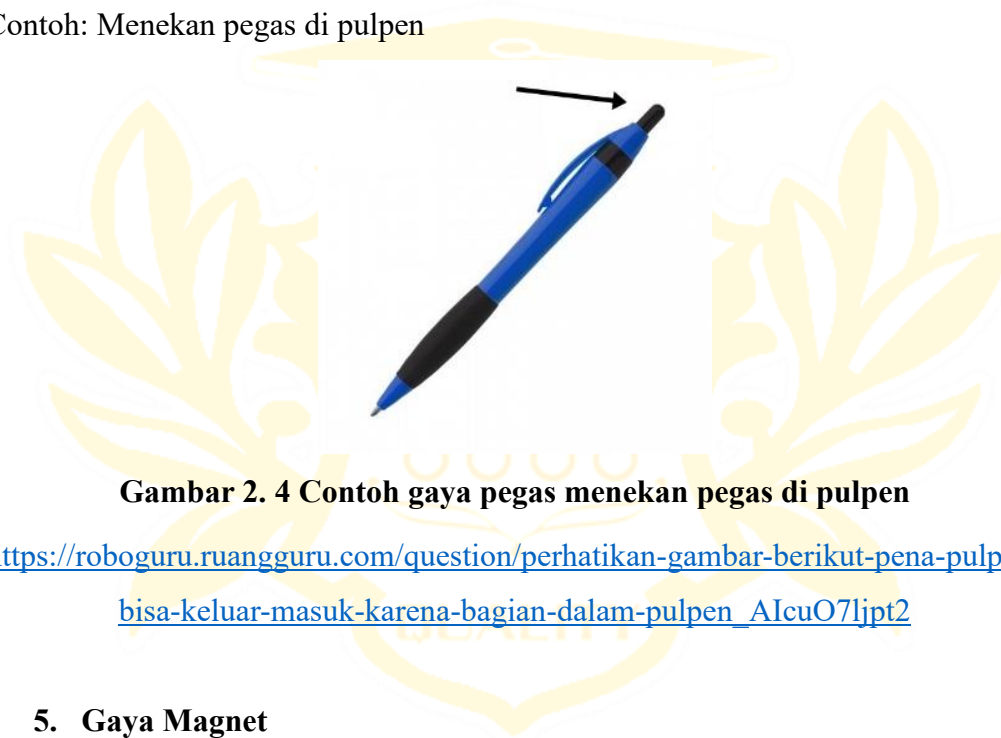 Contoh: Menekan pegas di pulpen
Gambar 2. 4 Contoh gaya pegas menekan pegas di pulpen
ttps://roboguru.ruangguru.com/question/perhatikan-gambar-berikut-pena-pulp
bisa-keluar-masuk-karena-bagian-dalam-pulpen_AIcuO7ljpt2
QUALITY
5. Gaya Magnet